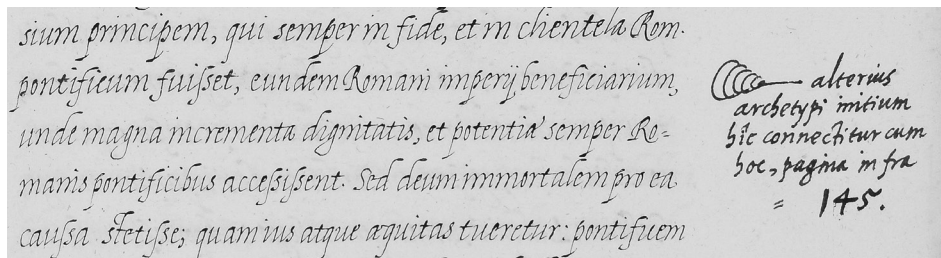 sium principem, qui semper in fide, et in clientela Rom.
pontificum fuisset, eundem Romani imperij beneficiarium,
unde magna incrementa dignitatis, et potentiæ semper Ro=
manis pontificibus accessissent. Sed deum immortalem pro ea
caussa stetisse; quam ius atque æquitas tueretur: pontificem
alterius
archetypi initium
hîc connectitur cum
hoc, pagina infra
= 145.